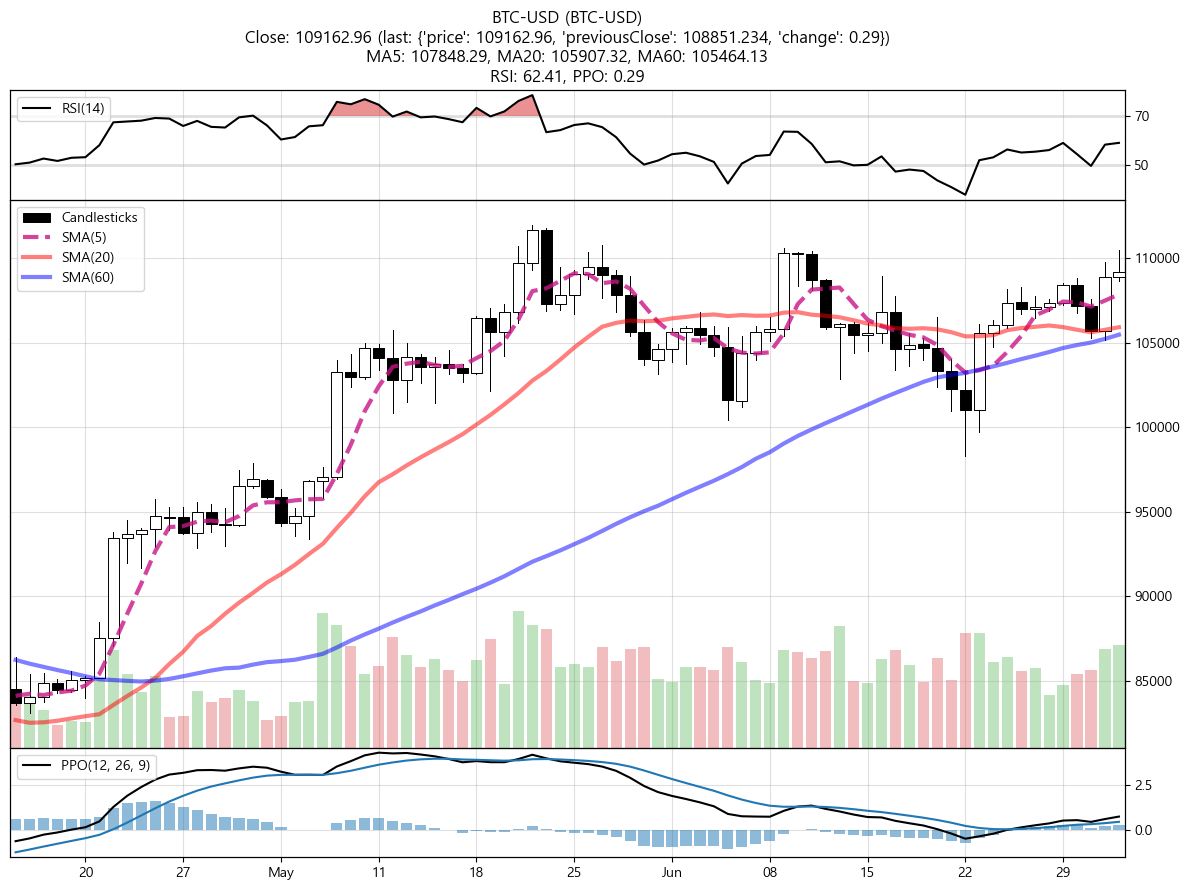 BTC-USD (BTC-USD)
Close: 109162.96 (last: {'price': 109162.96, 'previousClose': 108851.234, 'change': 0.29})
MA5: 107848.29, MA20: 105907.32, MA60: 105464.13
RSI: 62.41, PPO: 0.29
RSI(14)
70
50
Candlesticks
SMA(5)
SMA(20)
SMA(60)
110000
105000
100000
95000
90000
85000
PPO(12, 26, 9)
2.5
0.0
20 27 May 11 18 25 Jun 08 15 22 29